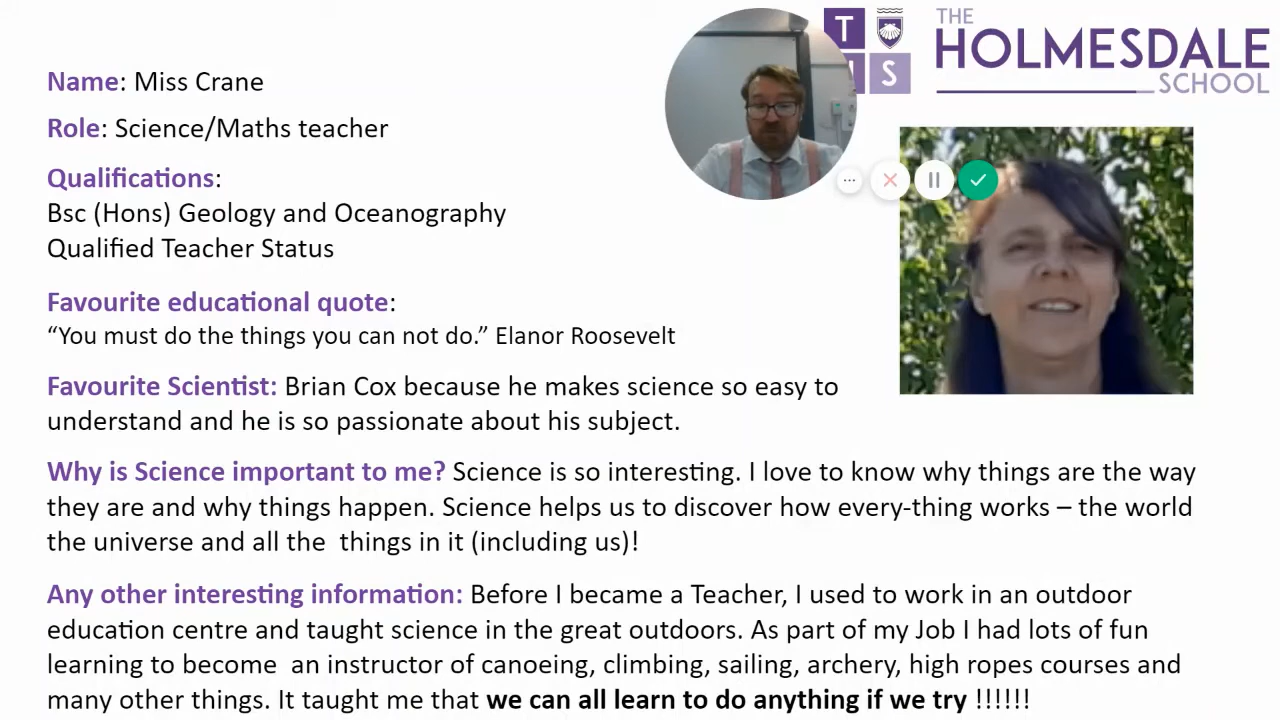 THE
HOLMESDALE
SCHOOL
T
S
Name: Miss Crane
Role: Science/Maths teacher
Qualifications:
Bsc (Hons) Geology and Oceanography
Qualified Teacher Status
Favourite educational quote:
“You must do the things you can not do.” Elanor Roosevelt
Favourite Scientist: Brian Cox because he makes science so easy to
understand and he is so passionate about his subject.
Why is Science important to me? Science is so interesting. I love to know why things are the way
they are and why things happen. Science helps us to discover how every-thing works – the world
the universe and all the things in it (including us)!
Any other interesting information: Before I became a Teacher, I used to work in an outdoor
education centre and taught science in the great outdoors. As part of my Job I had lots of fun
learning to become an instructor of canoeing, climbing, sailing, archery, high ropes courses and
many other things. It taught me that we can all learn to do anything if we try !!!!!!